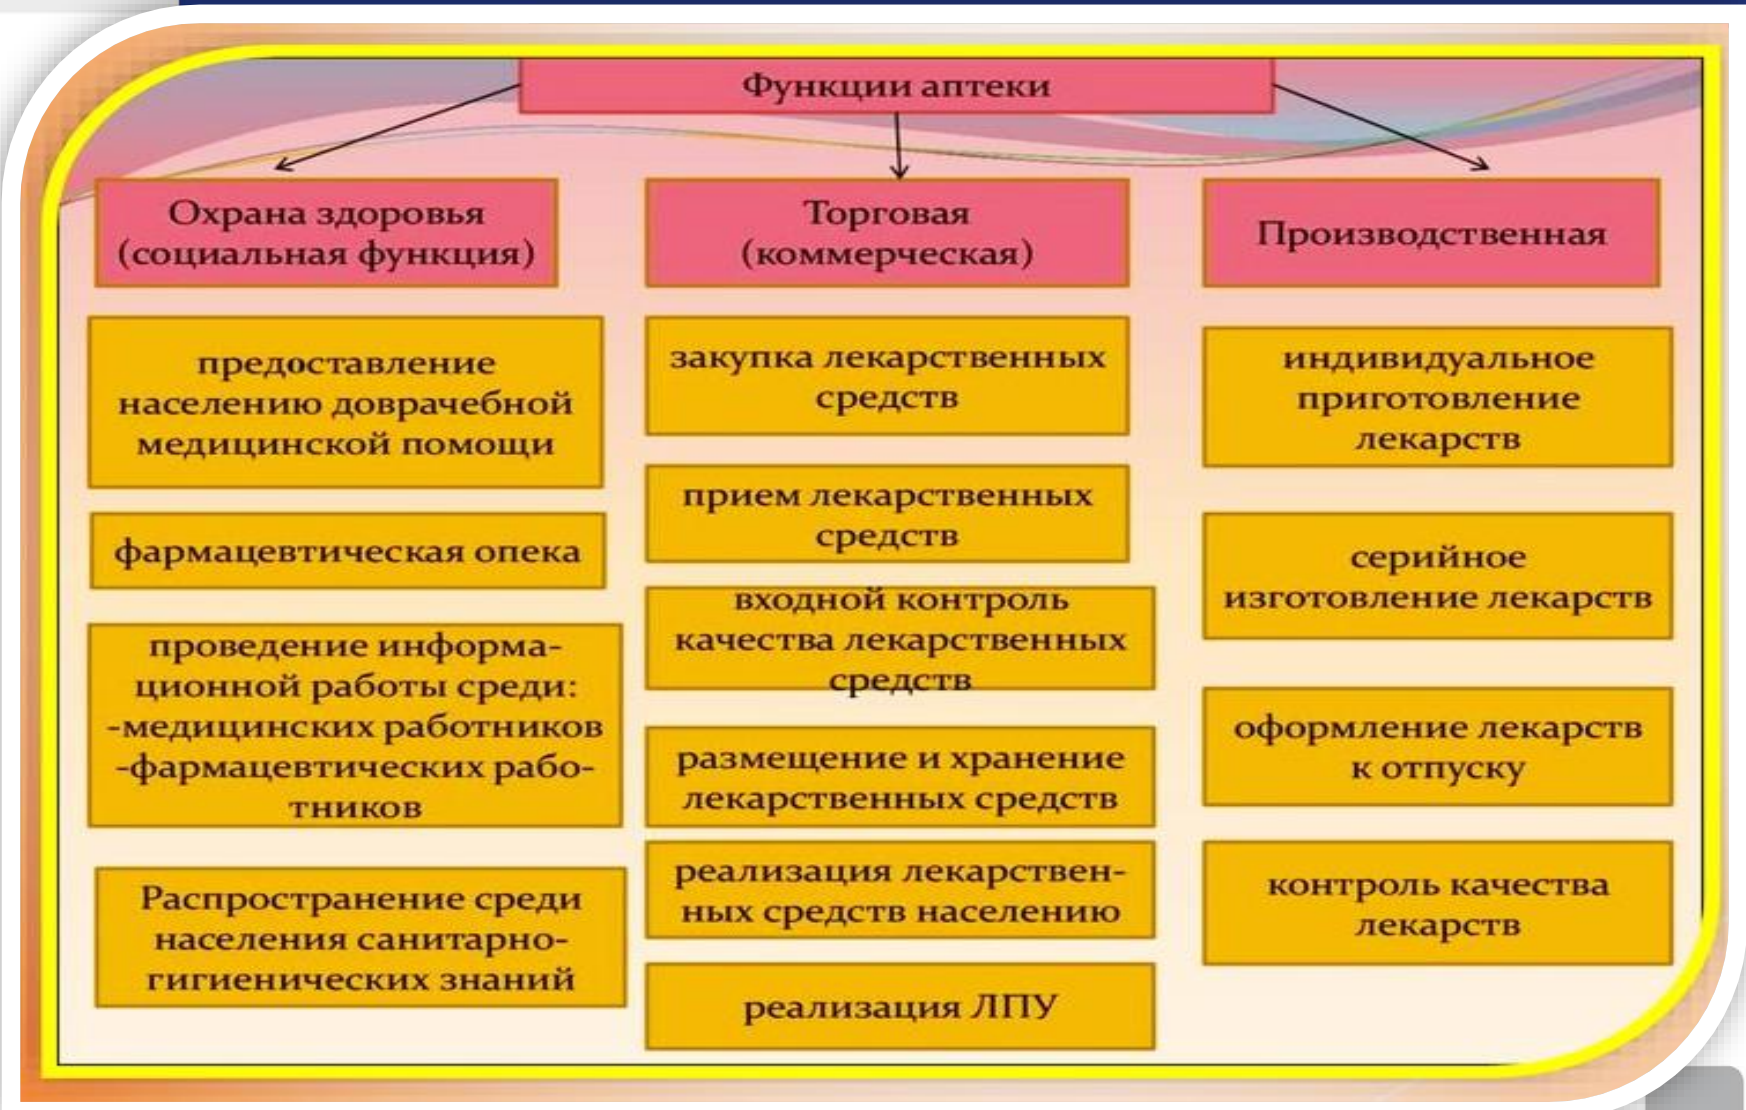 Функции аптеки
Охрана здоровья
(социальная функция)
предоставление
населению доврачебной
медицинской помощи
фармацевтическая опека
проведение информа-
ционной работы среди:
-медицинских работников
-фармацевтических рабо-
тников
Распространение среди
населения санитарно-
гигиенических знаний
Торговая
(коммерческая)
закупка лекарственных
средств
прием лекарственных
средств
входной контроль
качества лекарственных
средств
размещение и хранение
лекарственных средств
реализация лекарствен-
ных средств населению
реализация ЛПУ
Производственная
индивидуальное
приготовление
лекарств
серийное
изготовление лекарств
оформление лекарств
к отпуску
контроль качества
лекарств